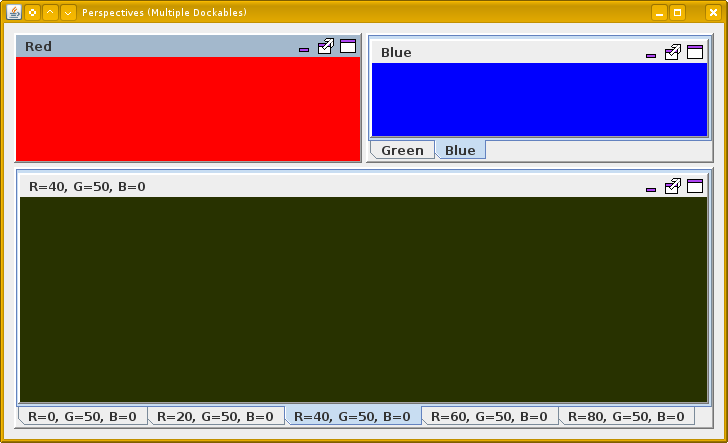 Perspectives (Multiple Dockables)
Red
Blue
Green
Blue
R=40, G=50, B=0
R=0, G=50, B=0
R=20, G=50, B=0
R=40, G=50, B=0
R=60, G=50, B=0
R=80, G=50, B=0